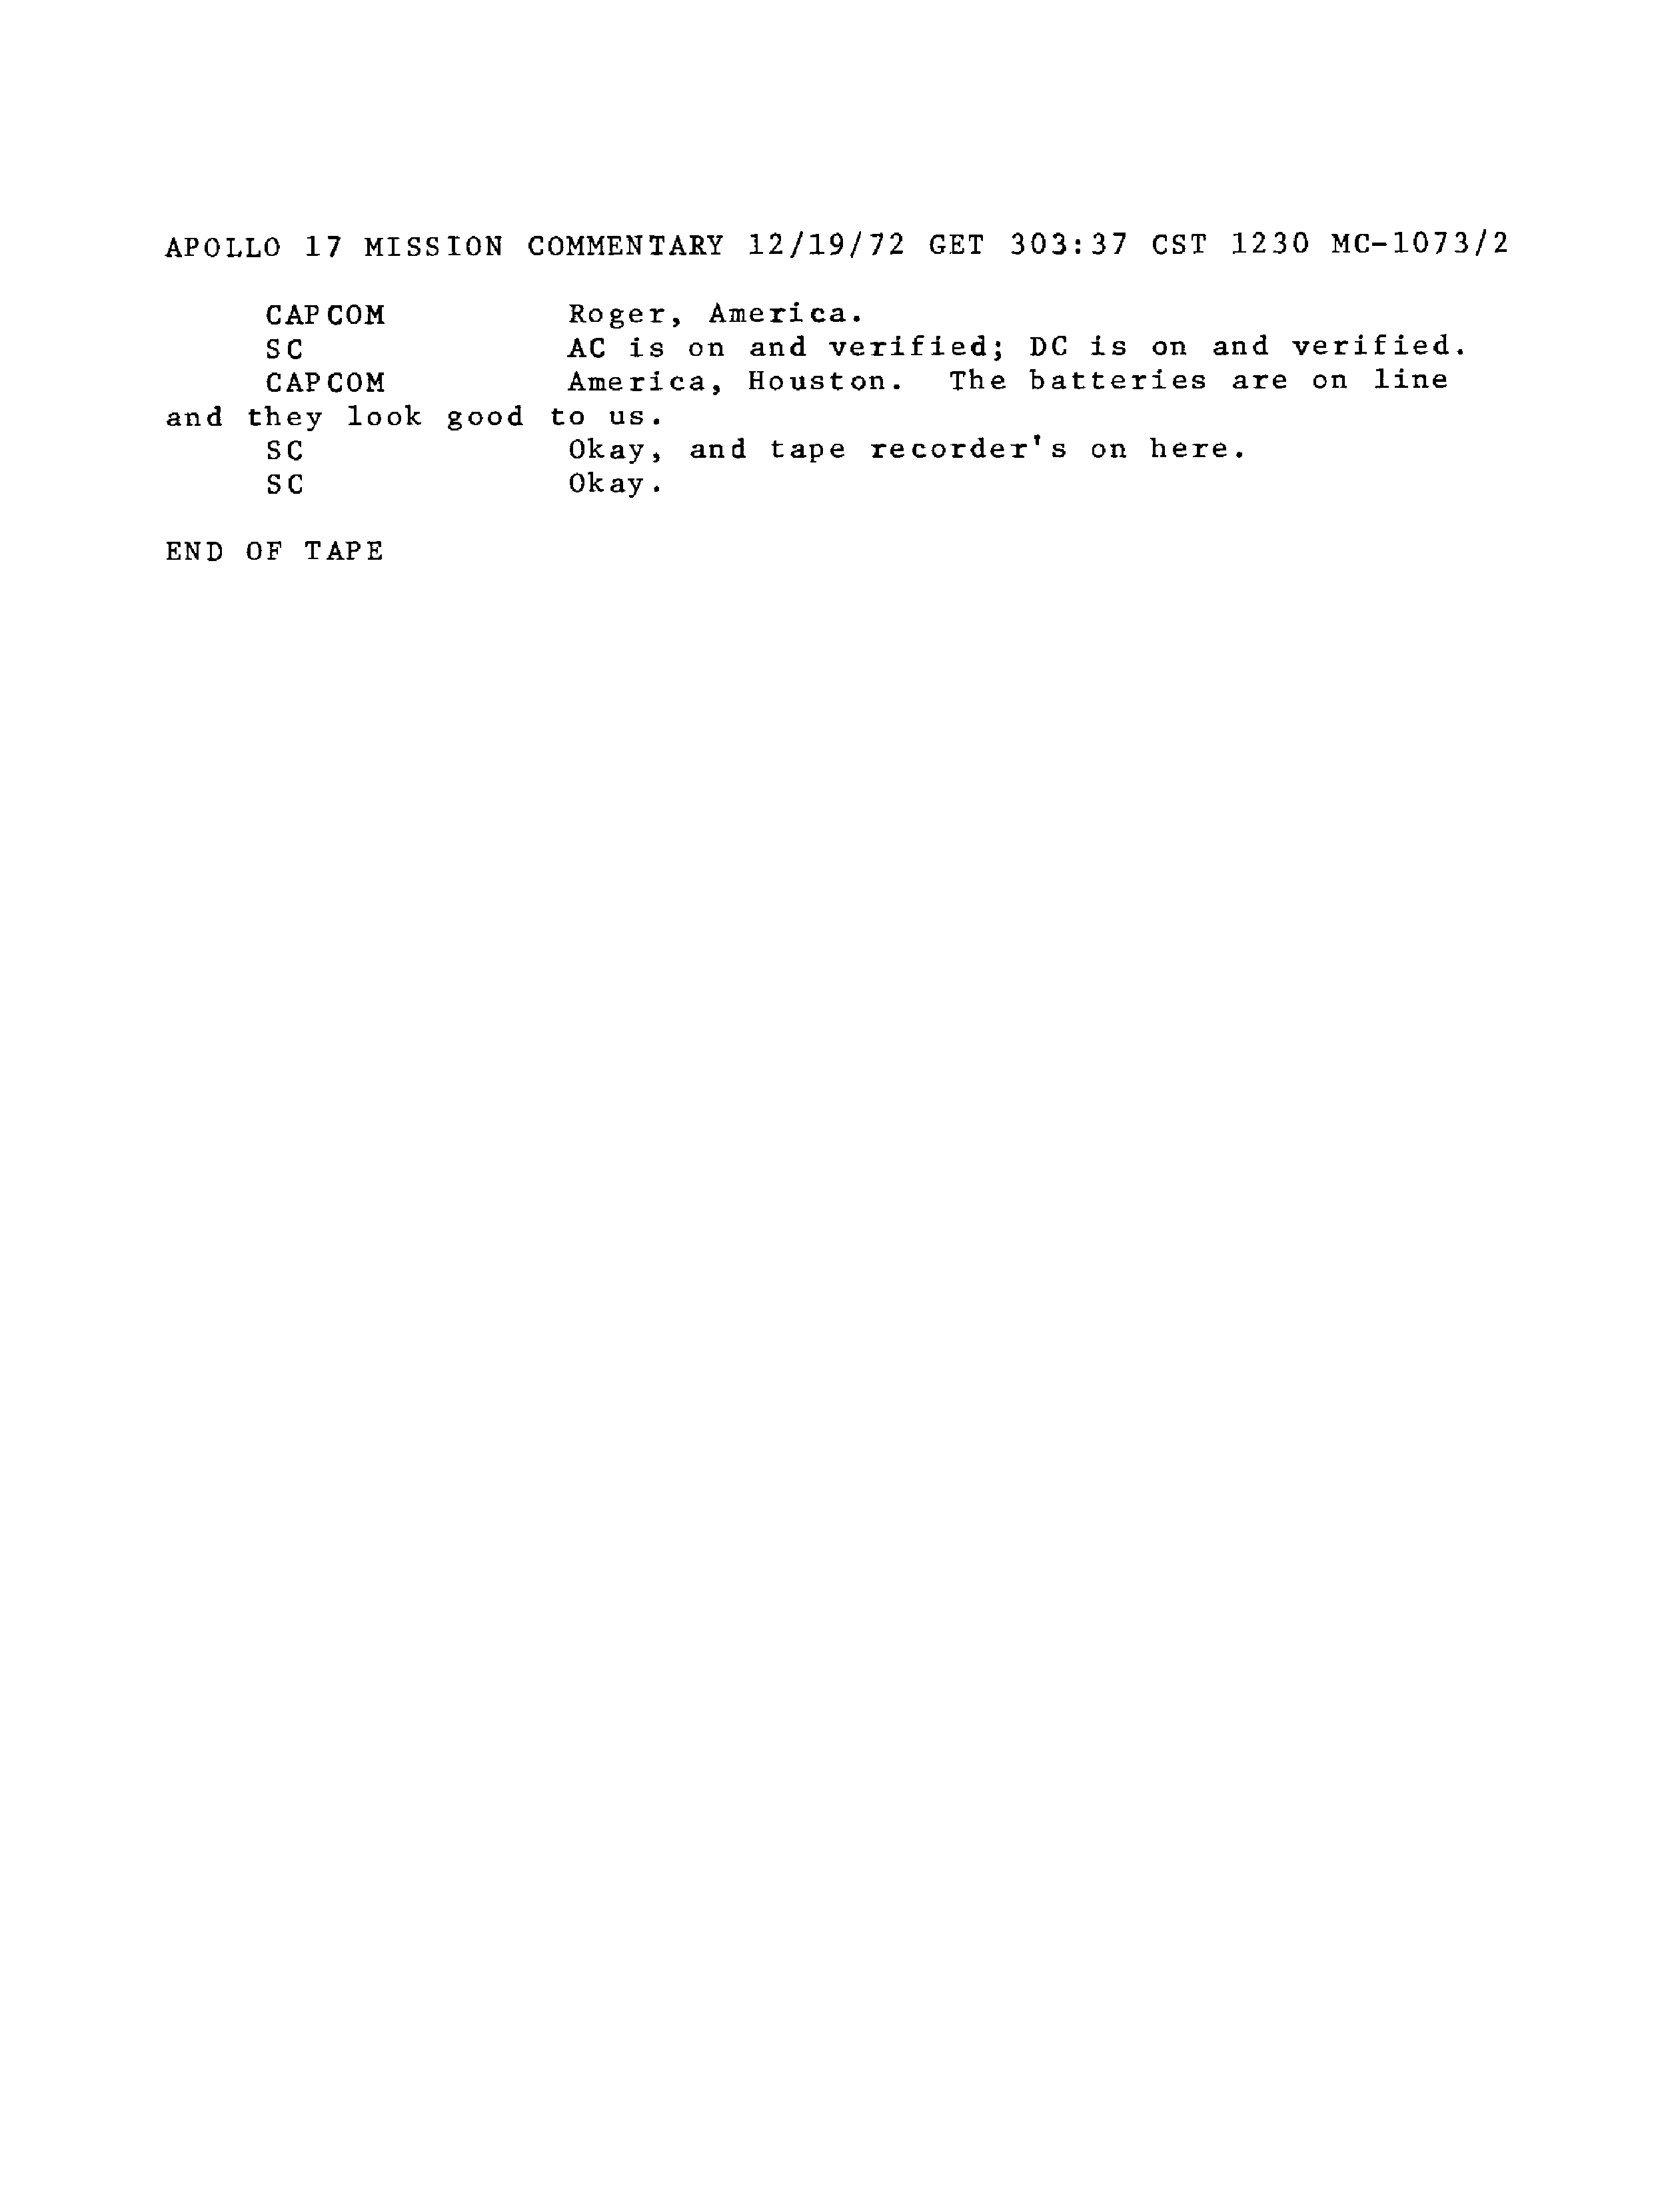 APOLLO 17 MISSION COMMENTARY 12/19/72 GET 303:37 CST 1230 MC-1073/2
CAPCOM Roger, America.
SC AC is on and verified; DC is on and verified.
CAPCOM America, Houston. The batteries are on line
and they look good to us.
SC Okay, and tape recorder's on here.
SC Okay.
END OF TAPE